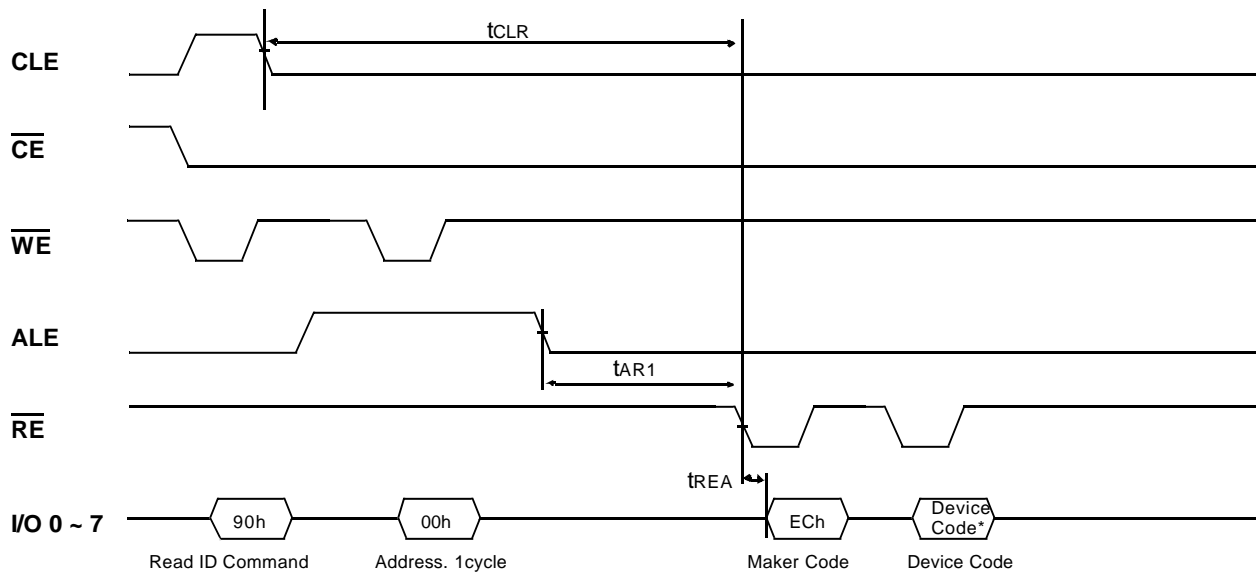 tCLR
CLE
CE
WE
ALE
tAR1
RE
tREA
I/O 0 ~ 7
90h
00h
ECh
Device
Code*
Read ID Command
Address. 1cycle
Maker Code
Device Code